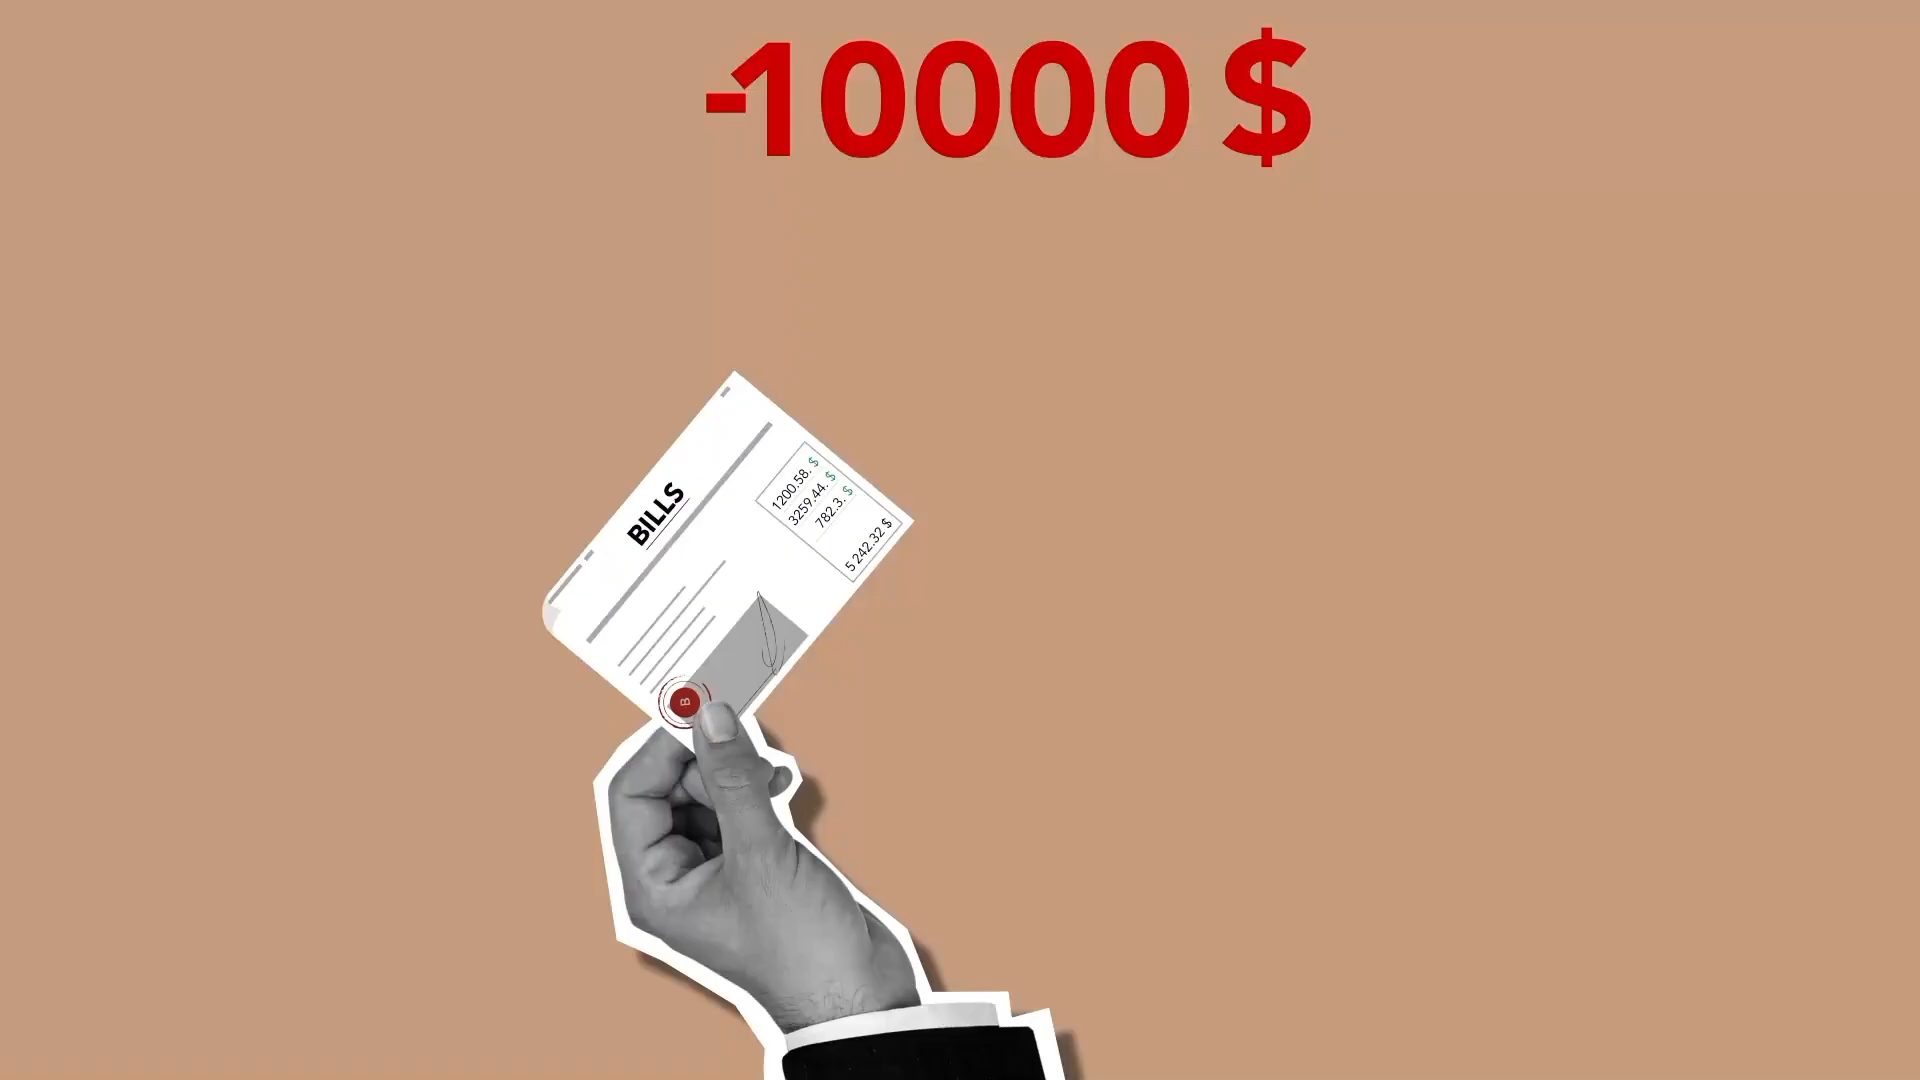 -10000 $
BILLS
1200.58. $
3259.44. $
782.3. $
5 242.32 $
B